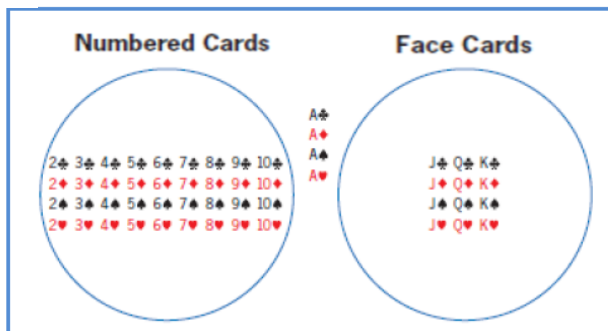 Numbered Cards
Face Cards
2♣ 3♣ 4♣ 5♣ 6♣ 7♣ 8♣ 9♣ 10♣
2♦ 3♦ 4♦ 5♦ 6♦ 7♦ 8♦ 9♦ 10♦
2♠ 3♠ 4♠ 5♠ 6♠ 7♠ 8♠ 9♠ 10♠
2♥ 3♥ 4♥ 5♥ 6♥ 7♥ 8♥ 9♥ 10♥
A♣
A♦
A♠
A♥
J♣ Q♣ K♣
J♦ Q♦ K♦
J♠ Q♠ K♠
J♥ Q♥ K♥